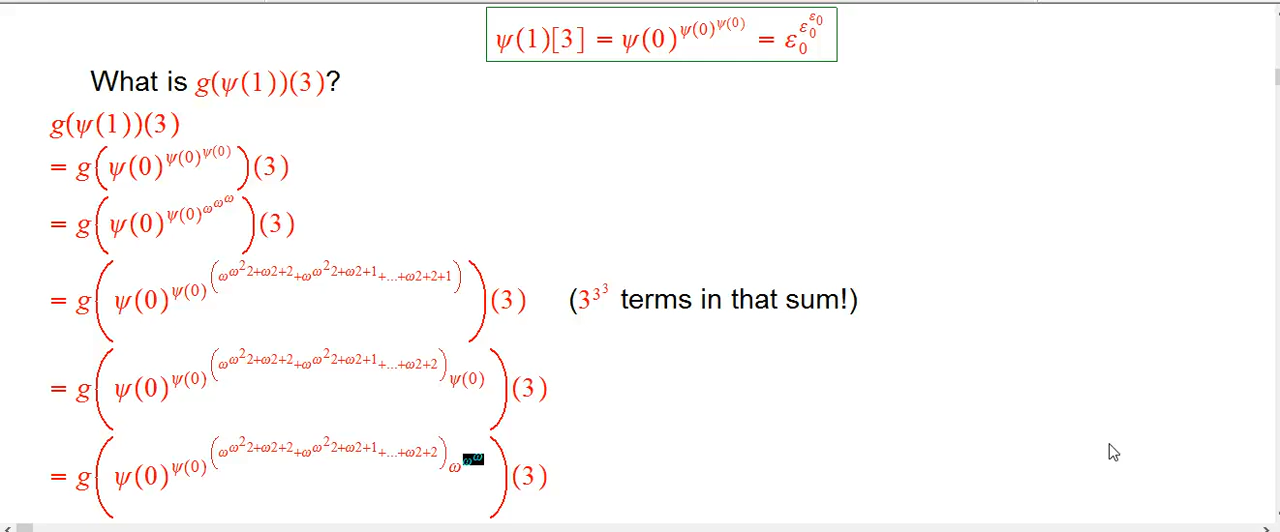 ψ(1)[3] = ψ(0)^ψ(0)^ψ(0) = ε₀^ε₀^ε₀
What is g(ψ(1))(3)?
g(ψ(1))(3)
= g(ψ(0)^ψ(0)^ψ(0))(3)
= g(ψ(0)^ψ(0)^ω^ω^ω)(3)
= g(ψ(0)^ψ(0)^(ω^ω^2 2+ω2+2+ω^ω^2 2+ω2+1+...+ω2+2+1))(3) (3^3^3 terms in that sum!)
= g(ψ(0)^ψ(0)^(ω^ω^2 2+ω2+2+ω^ω^2 2+ω2+1+...+ω2+2) ψ(0))(3)
= g(ψ(0)^ψ(0)^(ω^ω^2 2+ω2+2+ω^ω^2 2+ω2+1+...+ω2+2) ω^ω^ω)(3)